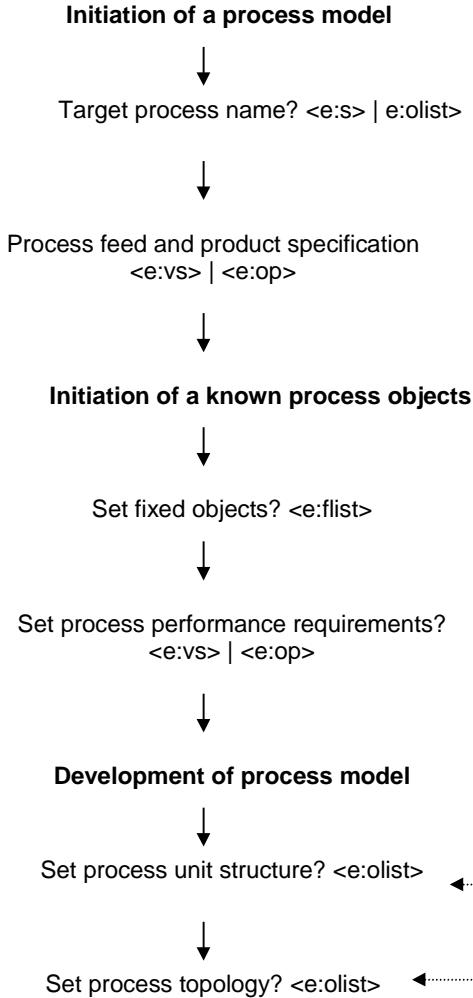 Initiation of a process model
Target process name? <e:s> | e:olist>
Process feed and product specification
<e:vs> | <e:op>
Initiation of a known process objects
Set fixed objects? <e:flist>
Set process performance requirements?
<e:vs> | <e:op>
Development of process model
Set process unit structure? <e:olist>
Set process topology? <e:olist>